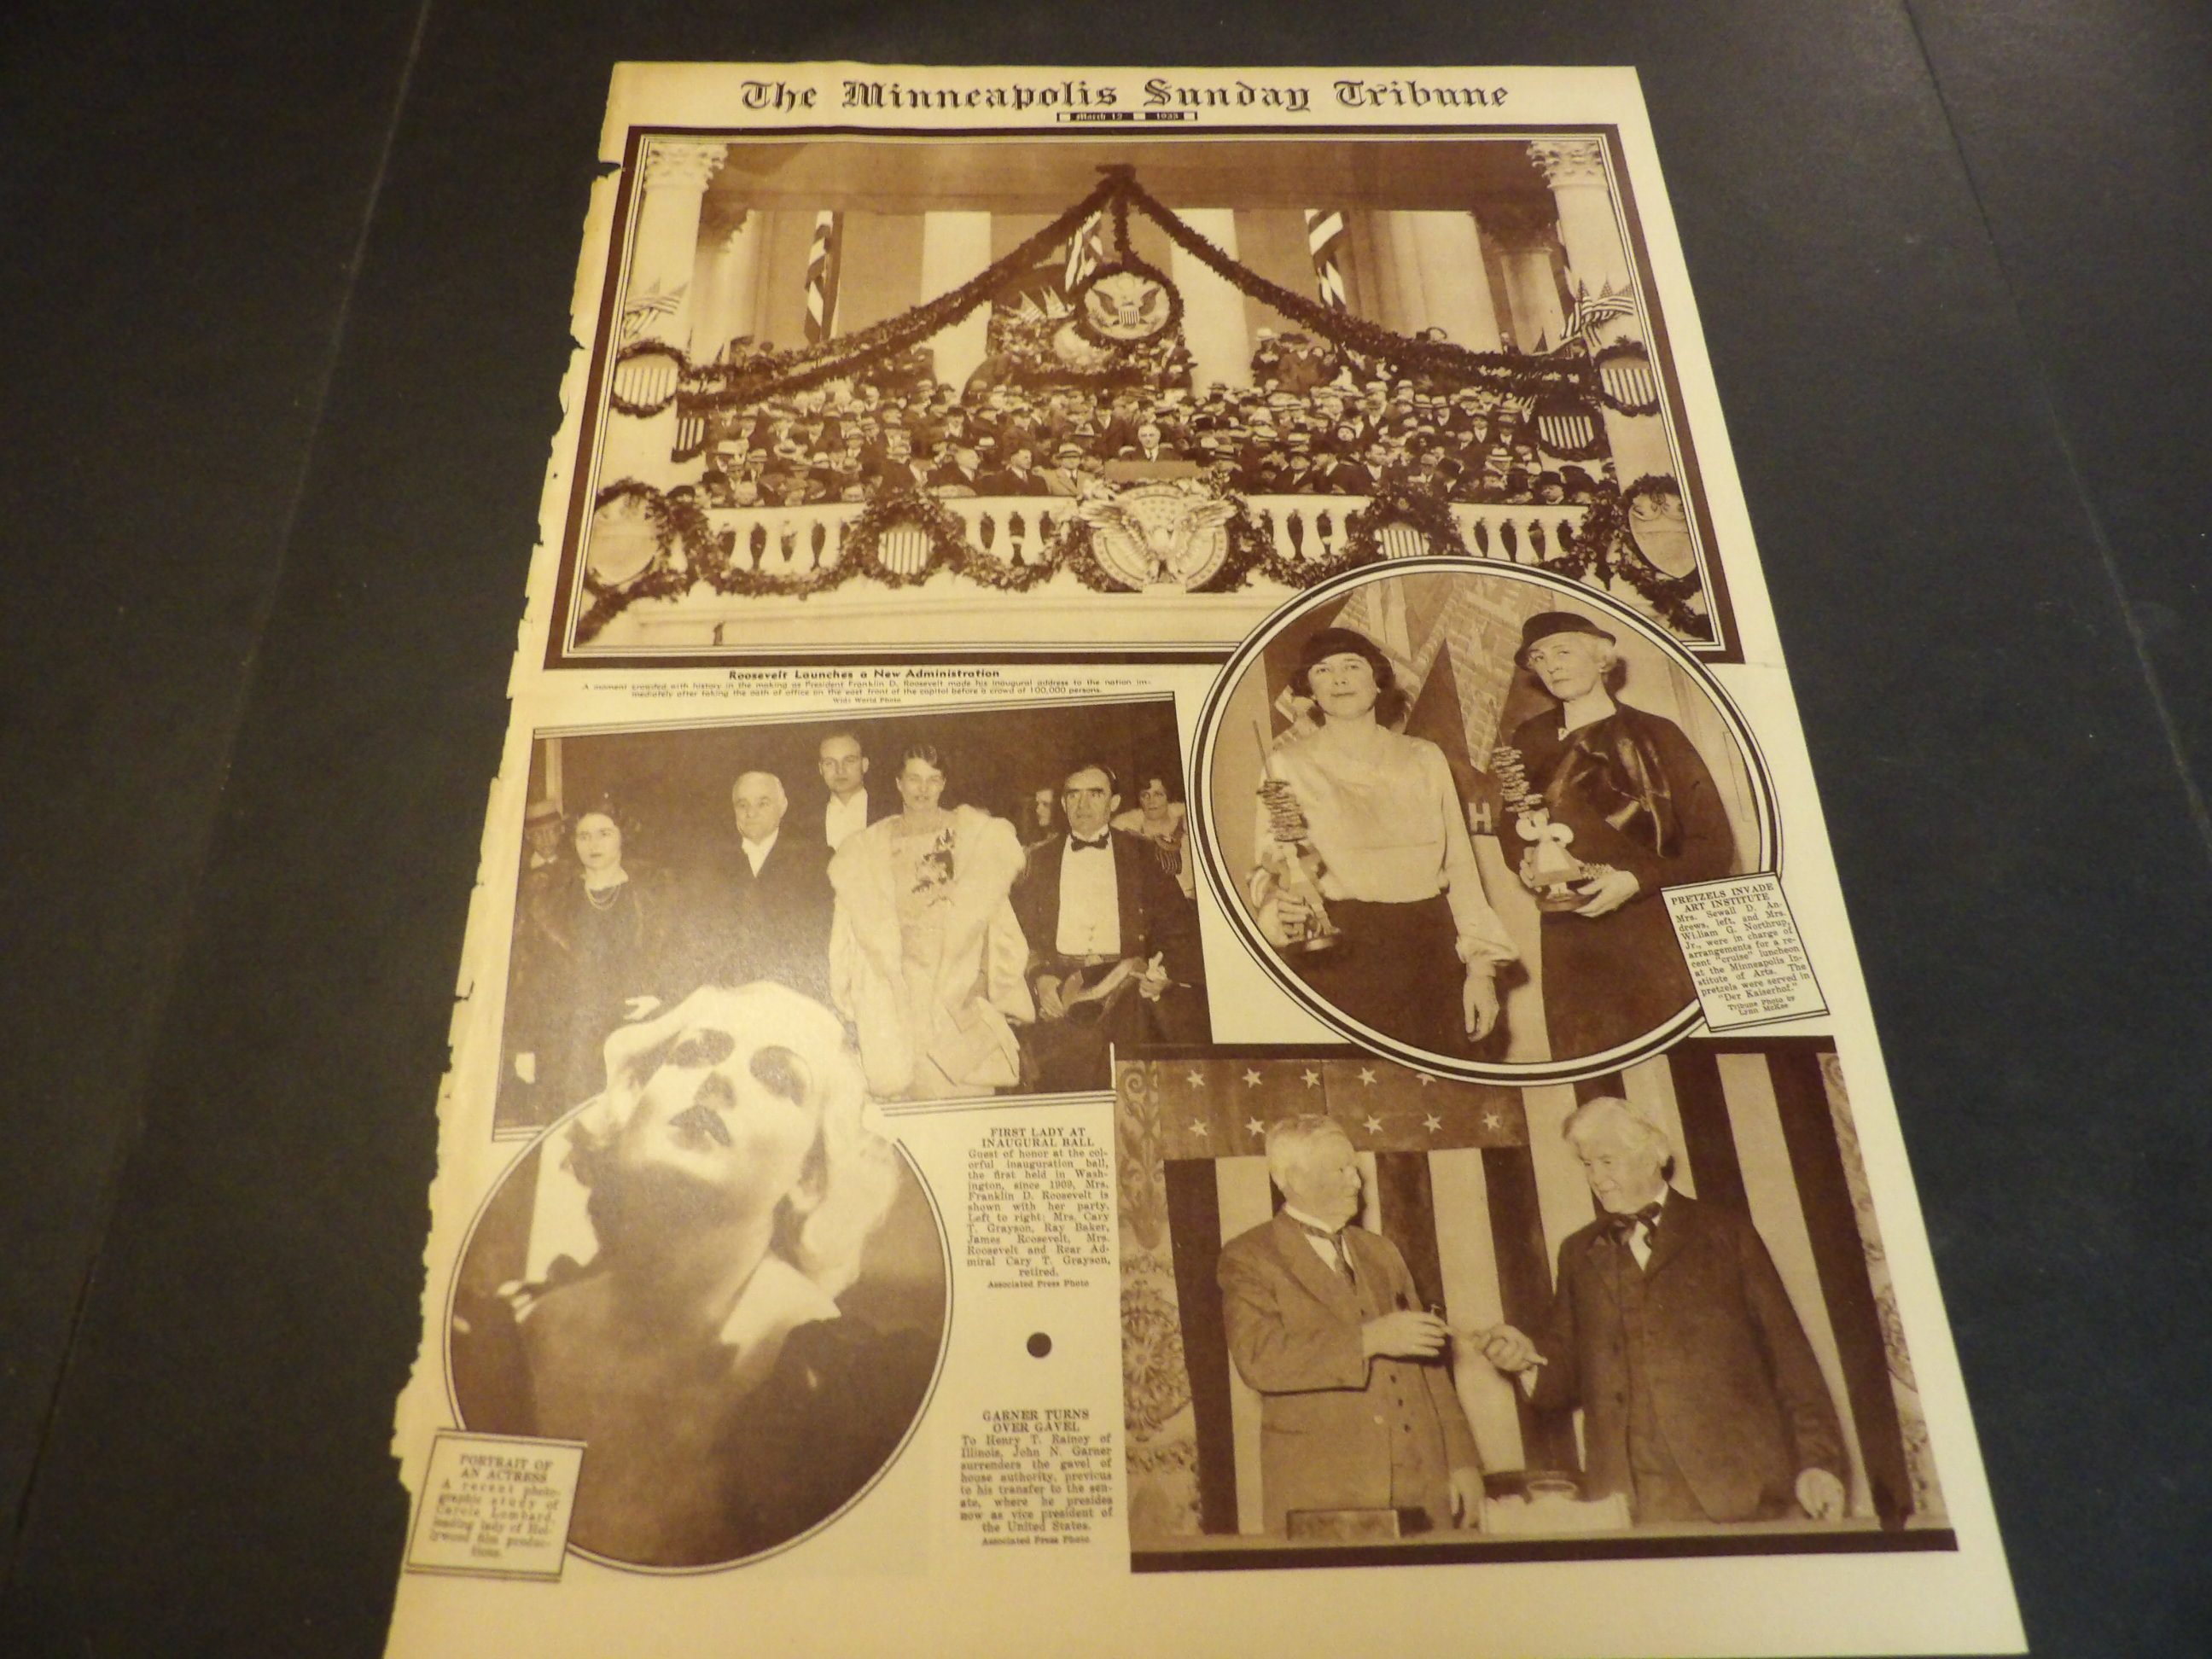 The Minneapolis Sunday Tribune
March 12 1933
Roosevelt Launches a New Administration
A moment crowded with history in the making as President Franklin D. Roosevelt made his inaugural address to the nation im-
mediately after taking the oath of office on the east front of the capitol before a crowd of 100,000 persons.
Wide World Photo
H
PRETZELS INVADE
ART INSTITUTE
Mrs. Sewall D. An-
drews, left, and Mrs.
William G. Northrup,
Jr., were in charge of
arrangements for a re-
cent "cruise" luncheon
at the Minneapolis In-
stitute of Arts. The
pretzels were served in
"Der Kaiserhof."
Tribune Photo by
Lynn McKee
FIRST LADY AT
INAUGURAL BALL
Guest of honor at the col-
orful inauguration ball,
the first held in Wash-
ington, since 1909, Mrs.
Franklin D. Roosevelt is
shown with her party.
Left to right: Mrs. Cary
T. Grayson, Ray Baker,
James Roosevelt, Mrs.
Roosevelt and Rear Ad-
miral Cary T. Grayson,
retired.
Associated Press Photo
GARNER TURNS
OVER GAVEL
To Henry T. Rainey of
Illinois, John N. Garner
surrenders the gavel of
house authority, previous
to his transfer to the sen-
ate, where he presides
now as vice president of
the United States.
Associated Press Photo
PORTRAIT OF
AN ACTRESS
A recent photo-
graphic study of
Carole Lombard,
leading lady of Hol-
lywood film produc-
tions.